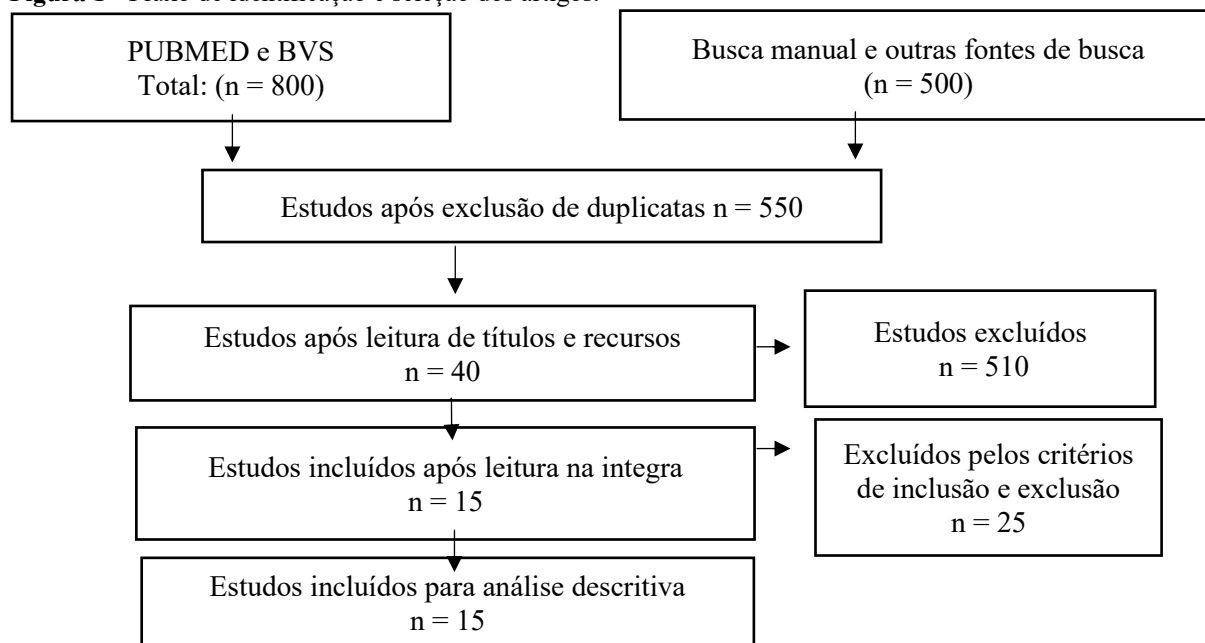 PUBMED e BVS
Total: (n = 800)
Busca manual e outras fontes de busca
(n = 500)
Estudos após exclusão de duplicatas n = 550
Estudos após leitura de títulos e recursos
n = 40
Estudos excluídos
n = 510
Estudos incluídos após leitura na integra
n = 15
Excluídos pelos critérios
de inclusão e exclusão
n = 25
Estudos incluídos para análise descritiva
n = 15